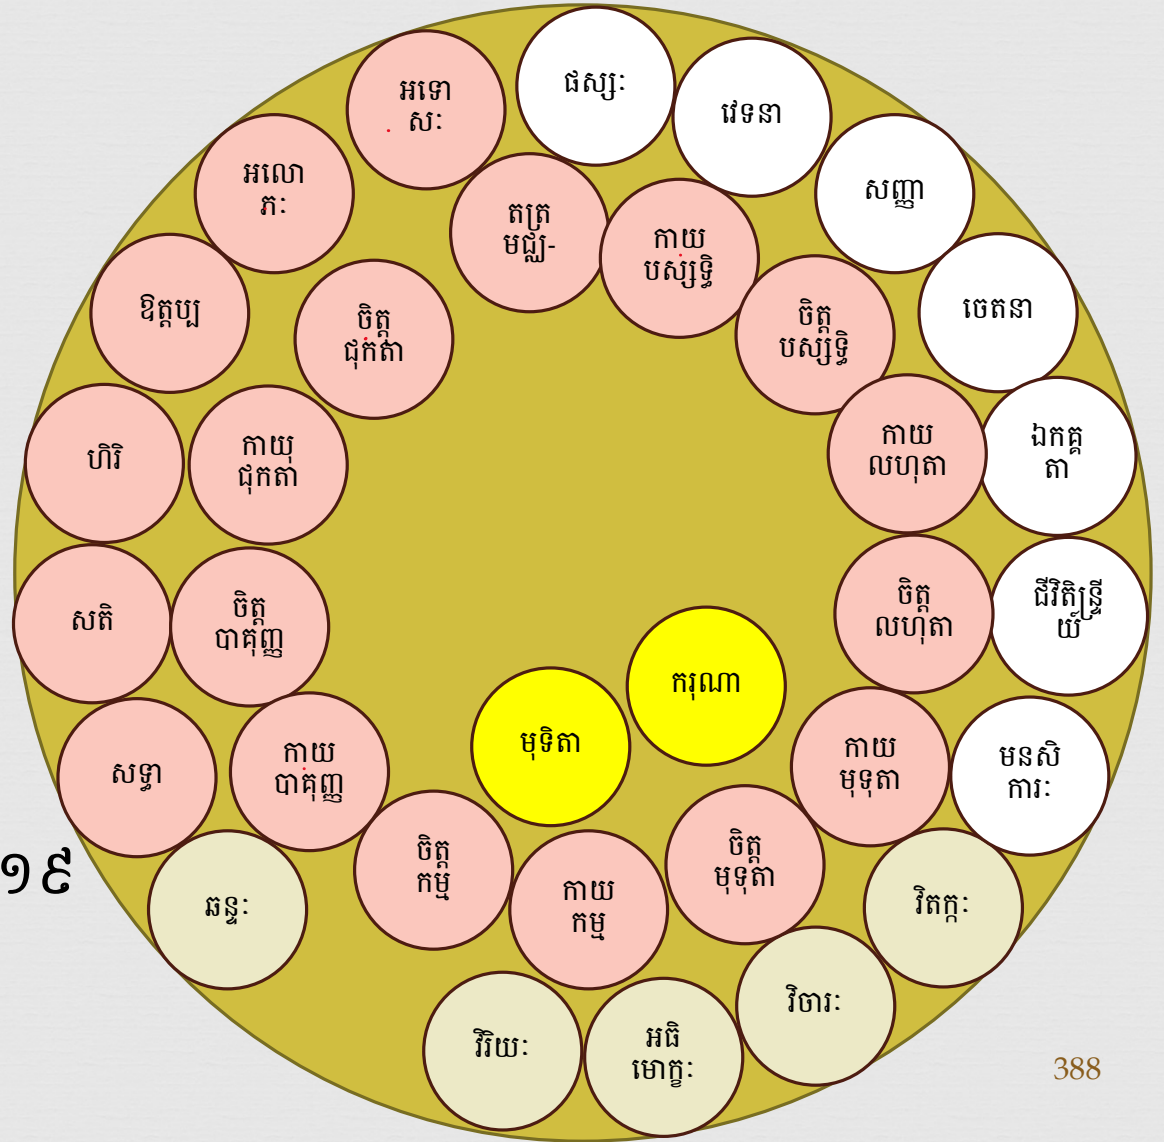 ផស្សៈ
វេទនា
សញ្ញា
ចេតនា
ឯកគ្គ
តា
ជីវិតិន្ទ្រី
យ៍
មនសិ
ការៈ
វិតក្កៈ
វិចារៈ
អធិ
មោក្ខៈ
វិរិយៈ
ឆន្ទៈ
សទ្ធា
សតិ
ហិរិ
ឱត្តប្ប
អលោ
ភៈ
អទោ
សៈ
តត្រ
មជ្ឈ-
កាយ
បស្សទ្ធិ
ចិត្ត
បស្សទ្ធិ
កាយ
លហុតា
ចិត្ត
លហុតា
កាយ
មុទុតា
ចិត្ត
មុទុតា
កាយ
កម្ម
ចិត្ត
កម្ម
កាយ
បាគុញ្ញ
ចិត្ត
បាគុញ្ញ
កាយុ
ជុកតា
ចិត្តុ
ជុកតា
ករុណា
មុទិតា
១៩
388